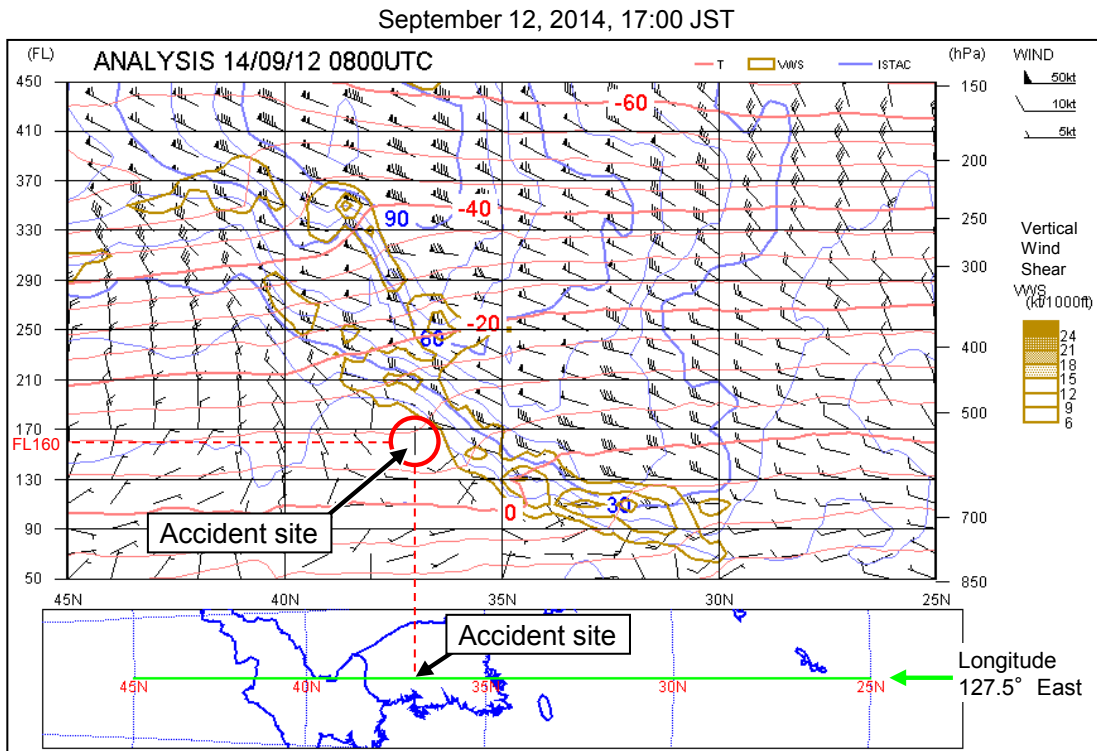 September 12, 2014, 17:00 JST
(FL) ANALYSIS 14/09/12 0800UTC T VWS ISTAC (hPa) WIND
450 -60 150 50kt
410 10kt
5kt
370 200
-40
330 90 250 Vertical
Wind
290 300 Shear
VWS
(kt/1000ft)
250 -20
60 400 24
21
210 18
15
12
170 500 9
FL160 6
130
0 30
90 700
Accident site
50 850
45N 40N 35N 30N 25N
Accident site
Longitude
127.5° East
45N 40N 35N 30N 25N